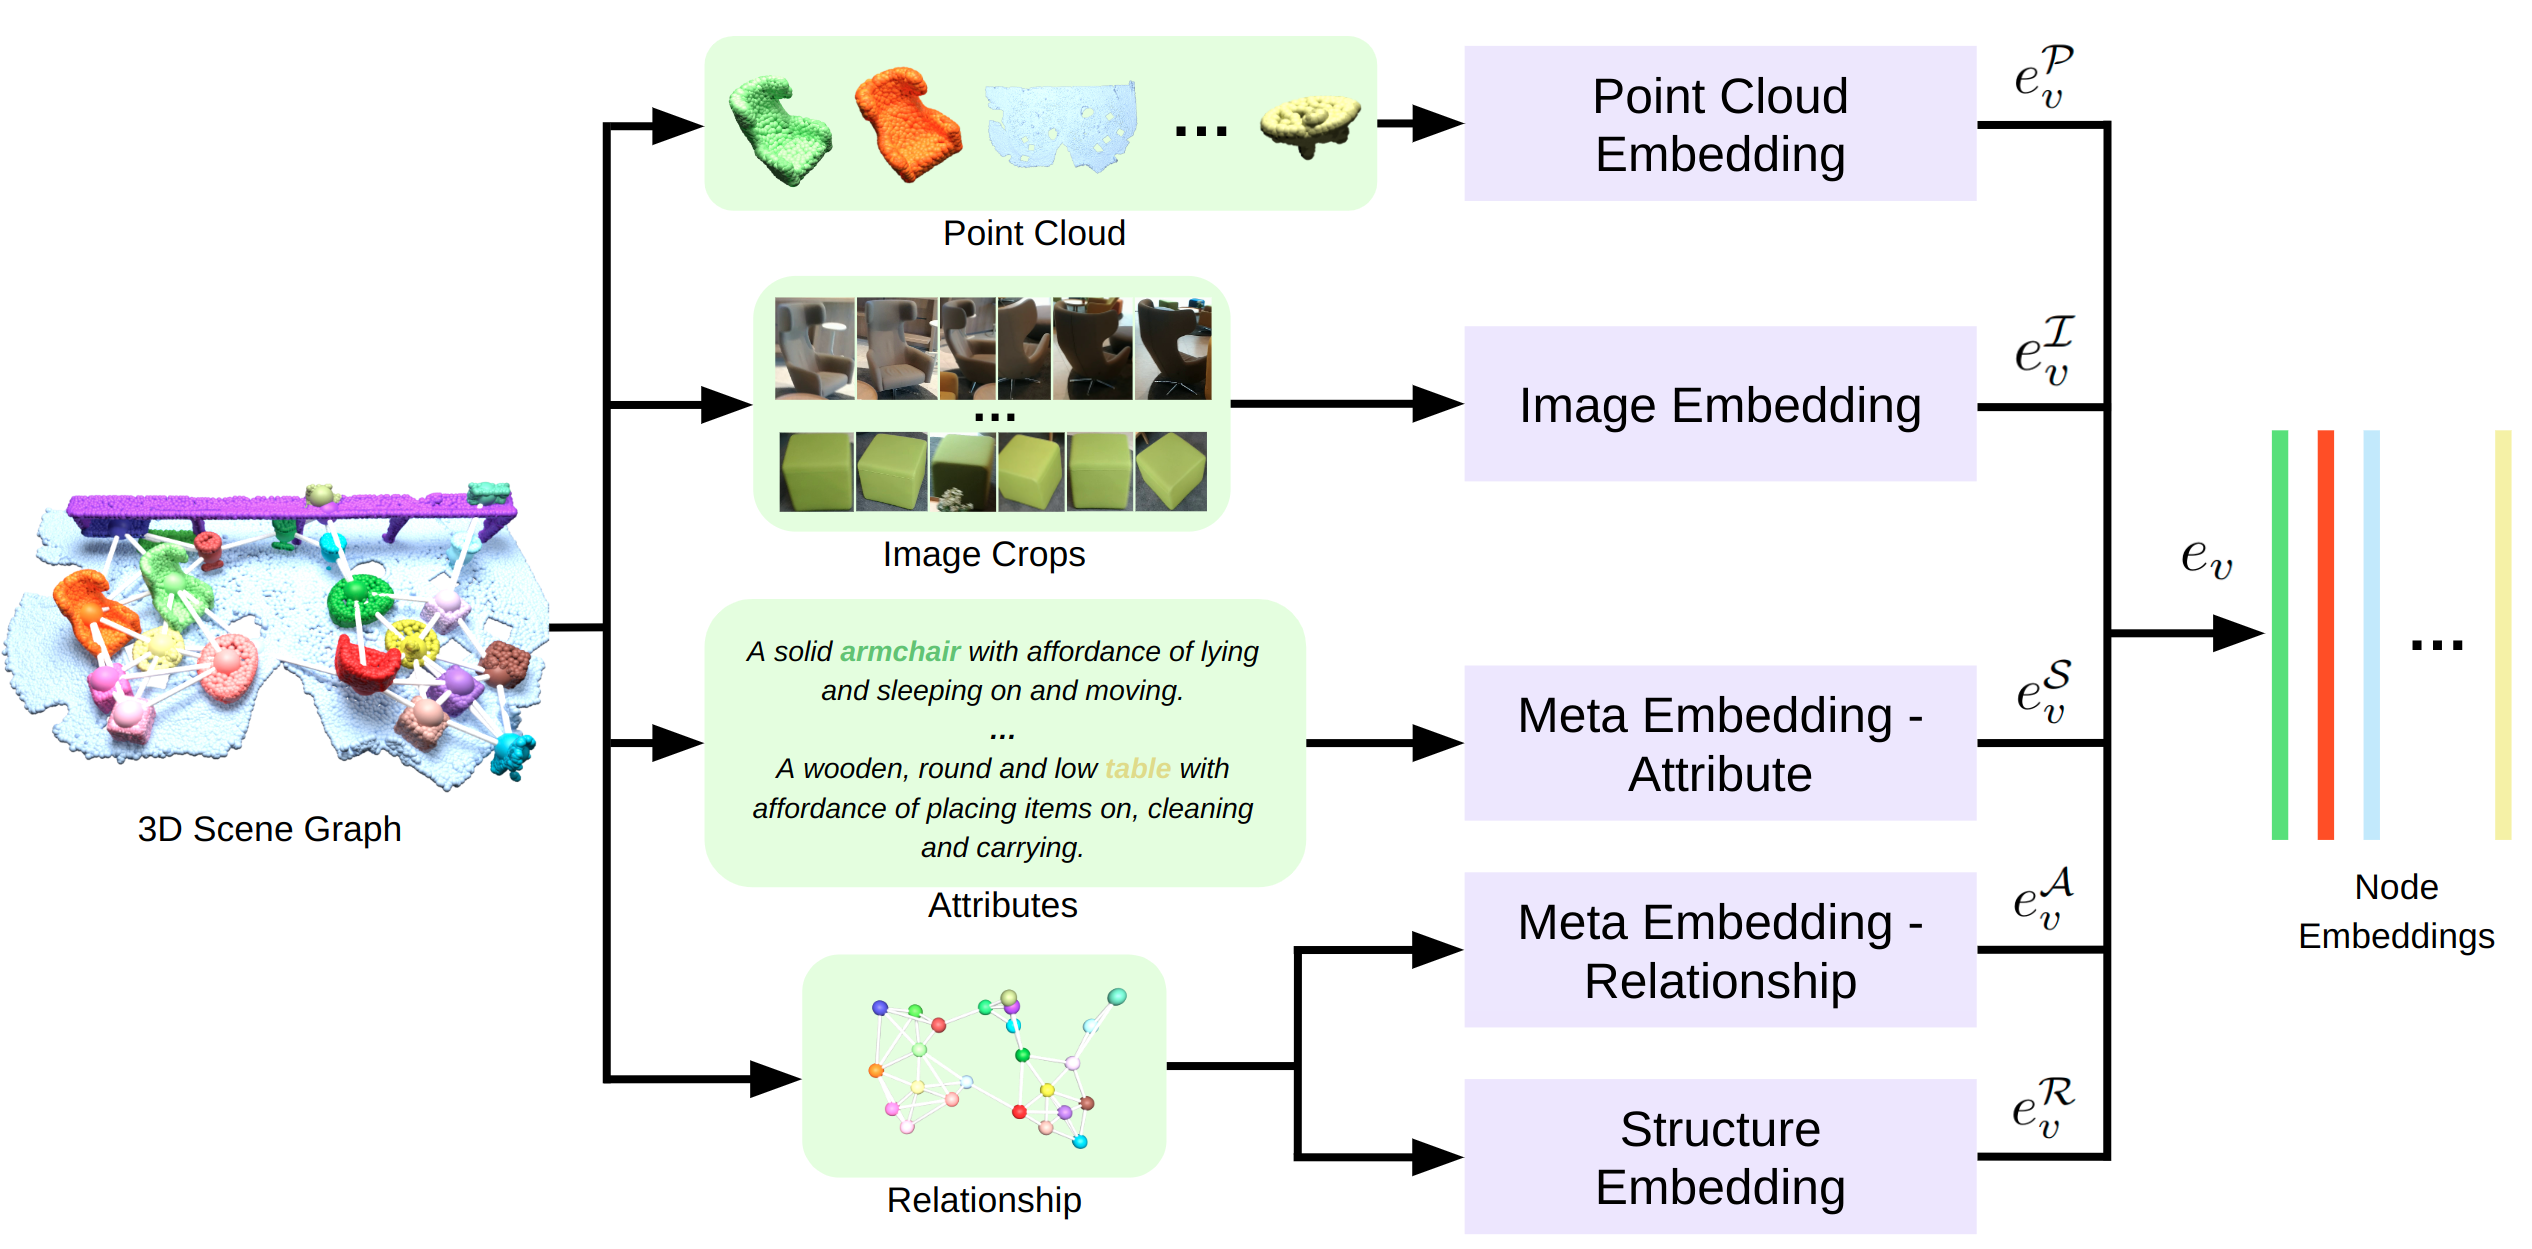 Point Cloud
Embedding
$e_v^{\mathcal{P}}$
...
Point Cloud
Image Embedding
$e_v^{\mathcal{I}}$
...
Image Crops
A solid armchair with affordance of lying
and sleeping on and moving.
...
A wooden, round and low table with
affordance of placing items on, cleaning
and carrying.
Attributes
Meta Embedding -
Attribute
$e_v^{\mathcal{S}}$
Meta Embedding -
Relationship
$e_v^{\mathcal{A}}$
Structure
Embedding
$e_v^{\mathcal{R}}$
Relationship
3D Scene Graph
$e_v$
...
Node
Embeddings